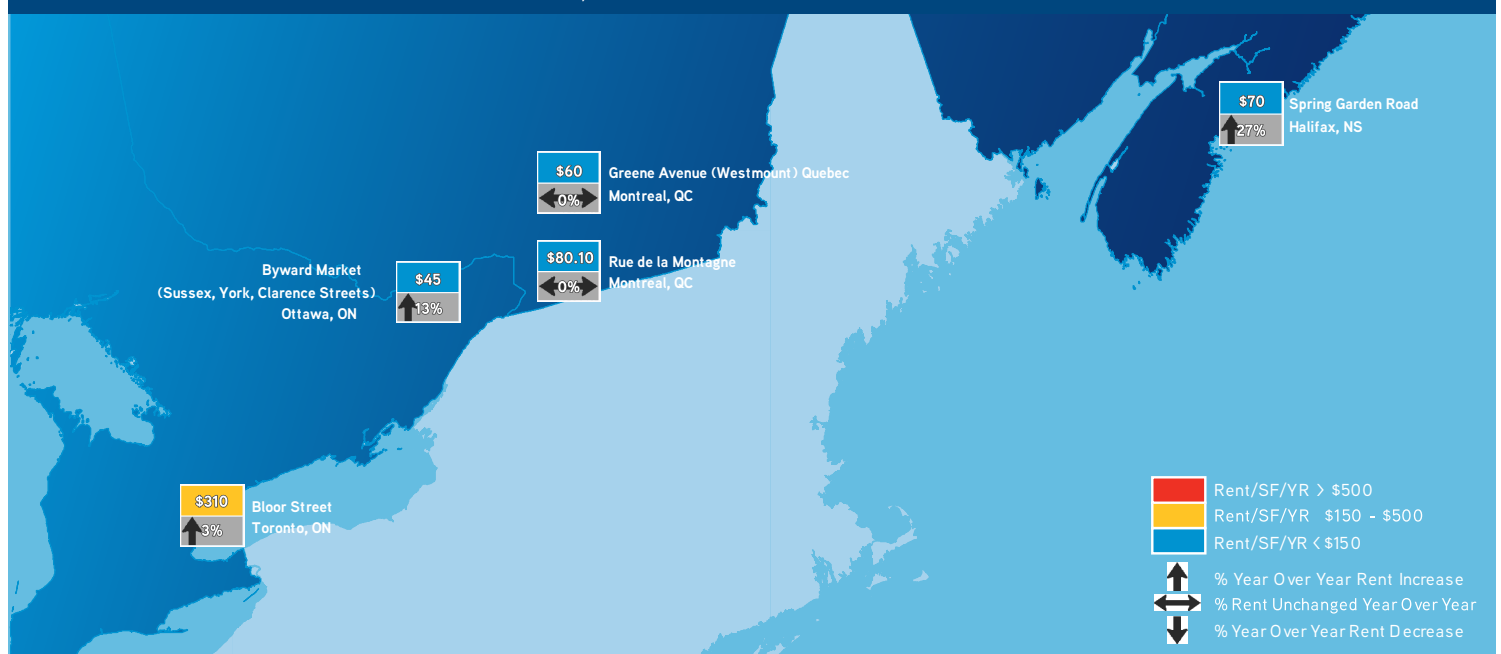 $70
27%
Spring Garden Road
Halifax, NS
$60
0%
Greene Avenue (Westmount) Quebec
Montreal, QC
$80.10
0%
Rue de la Montagne
Montreal, QC
Byward Market
(Sussex, York, Clarence Streets)
Ottawa, ON
$45
13%
$310
3%
Bloor Street
Toronto, ON
Rent/SF/YR > $500
Rent/SF/YR $150 - $500
Rent/SF/YR < $150
% Year Over Year Rent Increase
% Rent Unchanged Year Over Year
% Year Over Year Rent Decrease